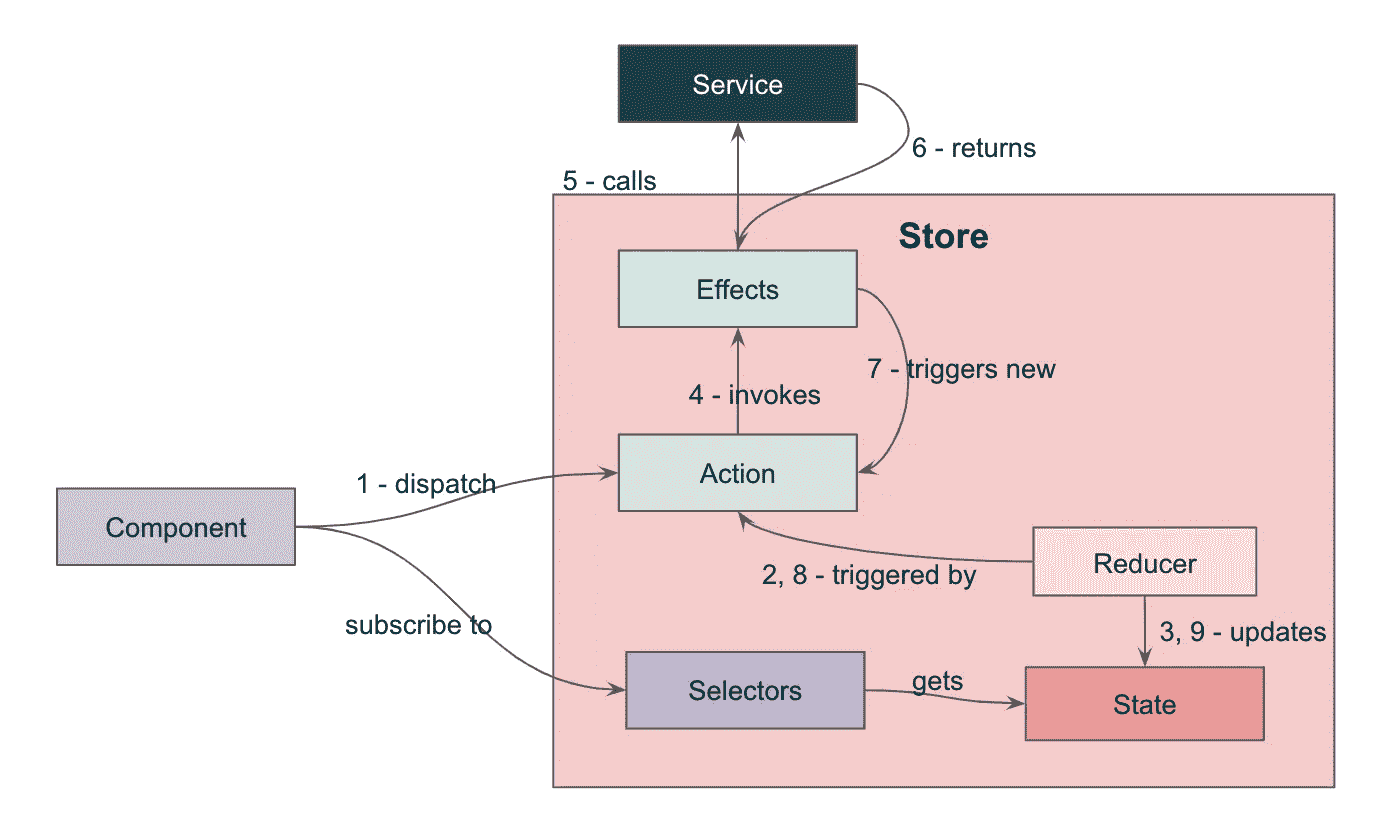 Service
6 - returns
5 - calls
Store
Effects
7 - triggers new
4 - invokes
Action
1 - dispatch
Component
Reducer
2, 8 - triggered by
subscribe to
3, 9 - updates
Selectors
gets
State